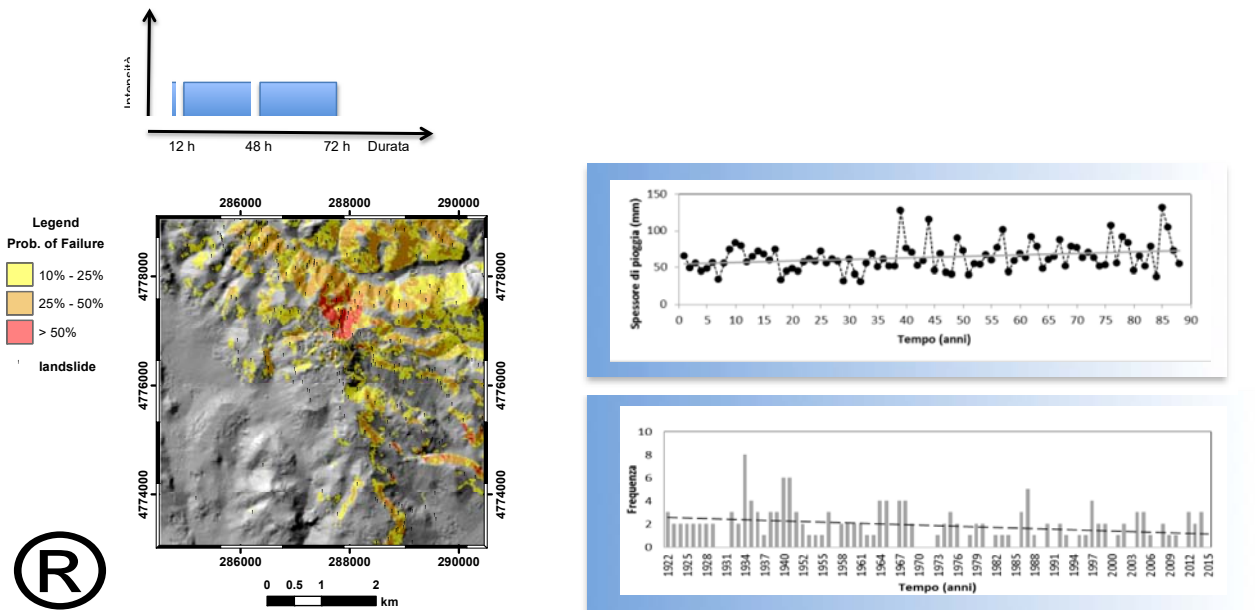 Intensità
12 h 48 h 72 h Durata
Legend
Prob. of Failure
10% - 25%
25% - 50%
> 50%
landslide
286000 288000 290000
4778000 4778000
4776000 4776000
4774000 4774000
286000 288000 290000
0 0.5 1 2
km
R
Spessore di pioggia (mm)
150
100
50
0
0 5 10 15 20 25 30 35 40 45 50 55 60 65 70 75 80 85 90
Tempo (anni)
Frequenza
10
8
6
4
2
0
1922 1925 1928 1931 1934 1937 1940 1952 1955 1958 1961 1964 1967 1970 1973 1976 1979 1982 1985 1988 1991 1994 1997 2000 2003 2006 2009 2012 2015
Tempo (anni)